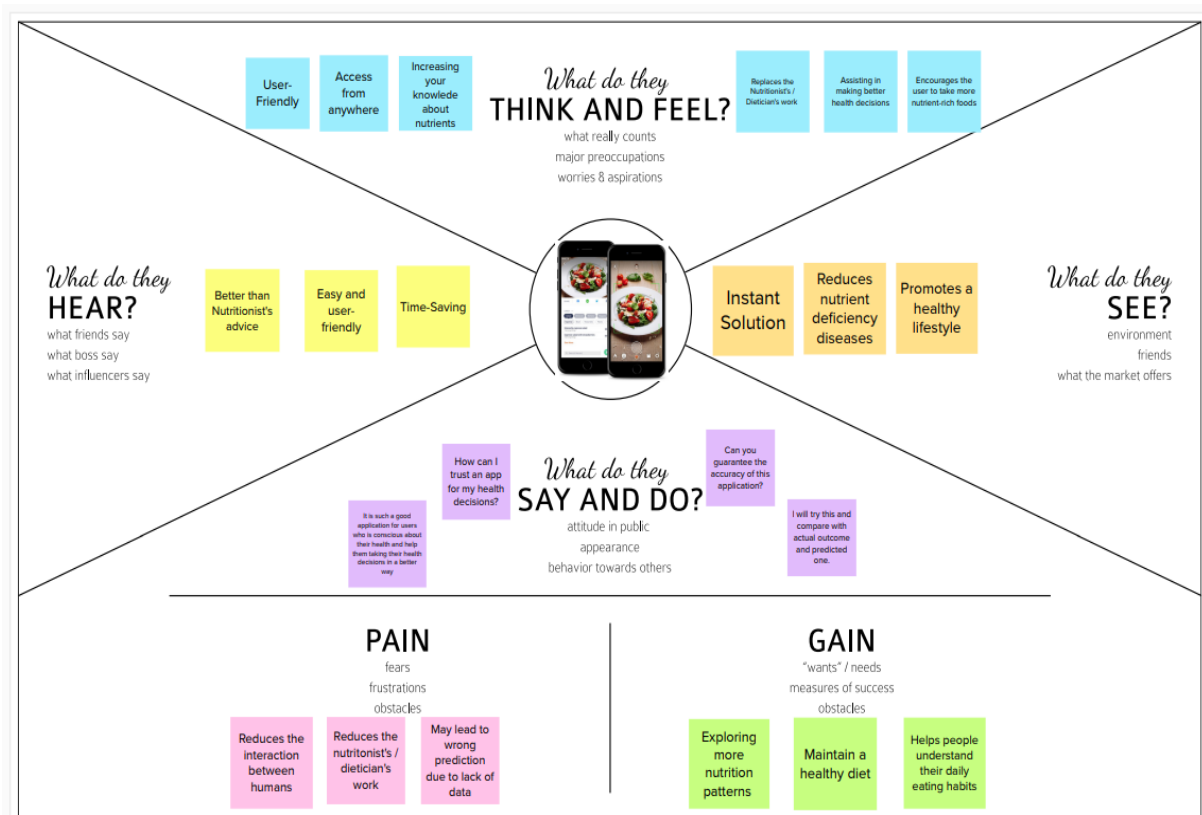 User-
Friendly
Access
from
anywhere
Increasing
your
knowlede
about
nutrients
What do they
THINK AND FEEL?
what really counts
major preoccupations
worries & aspirations
Replaces the
Nutritionist's /
Dietician's work
Assisting in
making better
health decisions
Encourages the
user to take more
nutrient-rich foods
What do they
HEAR?
what friends say
what boss say
what influencers say
Better than
Nutritionist's
advice
Easy and
user-
friendly
Time-Saving
Instant
Solution
Reduces
nutrient
deficiency
diseases
Promotes a
healthy
lifestyle
What do they
SEE?
environment
friends
what the market offers
It is such a good
application for users
who is conscious about
their health and help
them taking their health
decisions in a better
way
How can I
trust an app
for my health
decisions?
What do they
SAY AND DO?
attitude in public
appearance
behavior towards others
Can you
guarantee the
accuracy of this
application?
I will try this and
compare with
actual outcome
and predicted
one.
PAIN
fears
frustrations
obstacles
Reduces the
interaction
between
humans
Reduces the
nutritonist's /
dietician's
work
May lead to
wrong
prediction
due to lack of
data
GAIN
"wants" / needs
measures of success
obstacles
Exploring
more
nutrition
patterns
Maintain a
healthy diet
Helps people
understand
their daily
eating habits